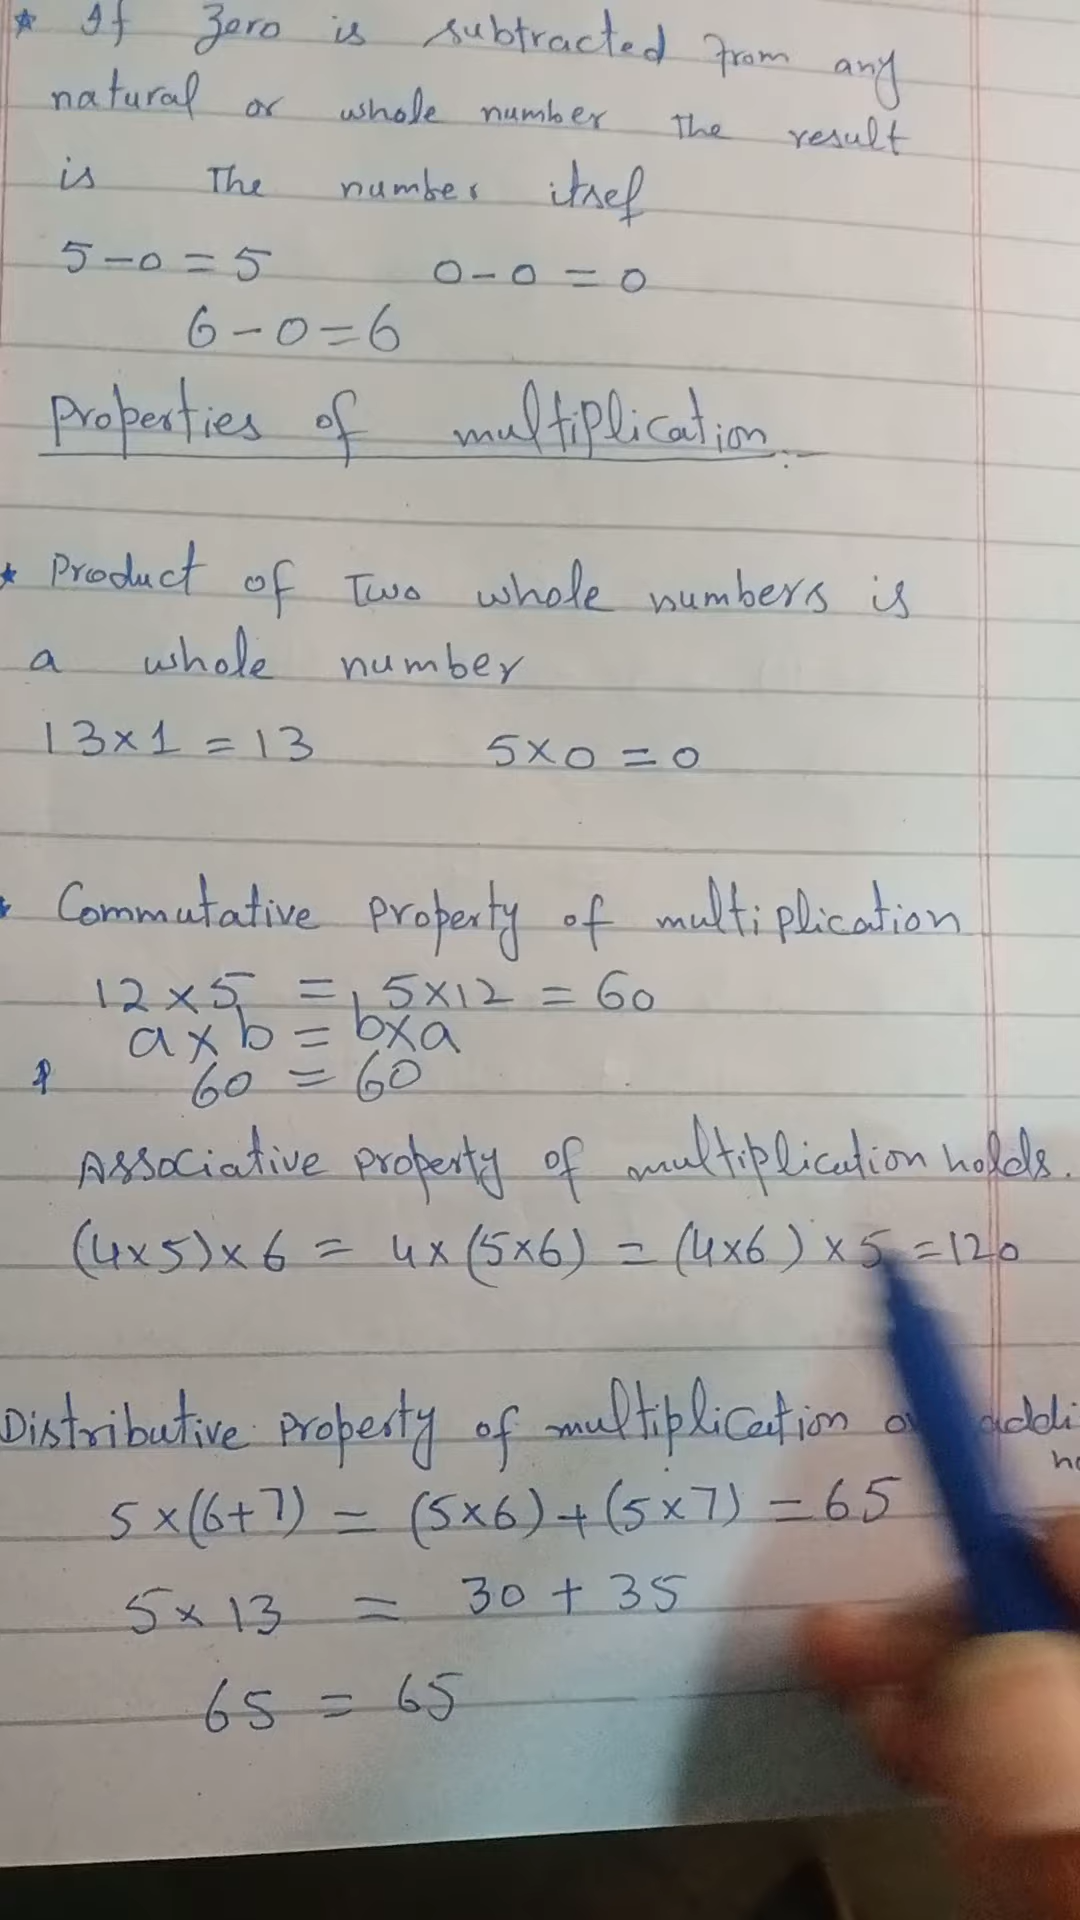 * If zero is subtracted from any
natural or whole number the result
is the number itsef
5-0=5 0-0=0
6-0=6
Properties of multiplication.
* Product of Two whole numbers is
a whole number
13×1=13 5×0=0
Commutative property of multiplication
12×5 = 5×12 = 60
a×b = b×a
60 = 60
Associative property of multiplication holds.
(4×5)×6 = 4×(5×6) = (4×6)×5 =120
Distributive property of multiplication
5×(6+7) = (5×6)+(5×7) = 65
5×13 = 30+35
65 = 65